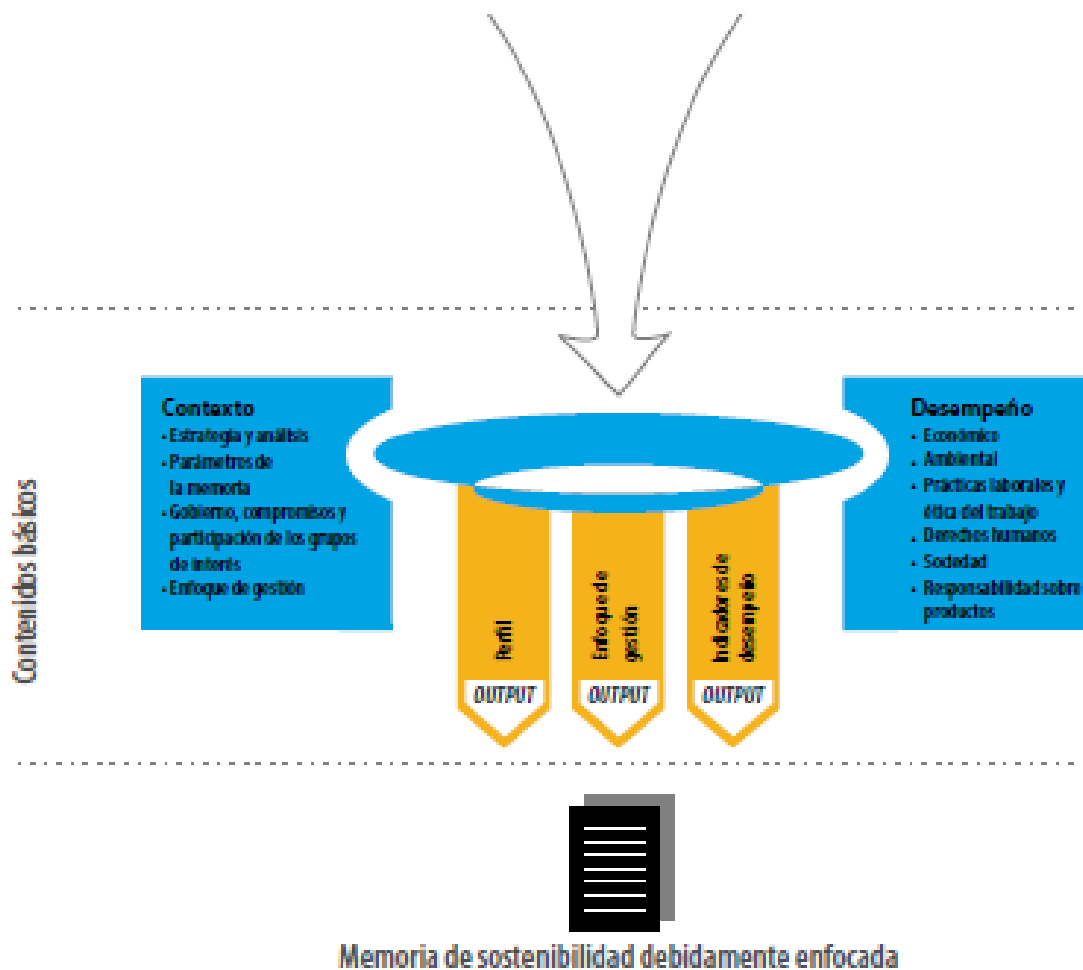 Contenidos básicos
Contexto
• Estrategia y análisis
• Parámetros de
la memoria
• Gobierno, compromisos y
participación de los grupos
de interés
• Enfoque de gestión
Perfil
OUTPUT
Enfoque de
gestión
OUTPUT
Indicadores de
desempeño
OUTPUT
Desempeño
• Económico
• Ambiental
• Prácticas laborales y
ética del trabajo
• Derechos humanos
• Sociedad
• Responsabilidad sobre
productos
Memoria de sostenibilidad debidamente enfocada